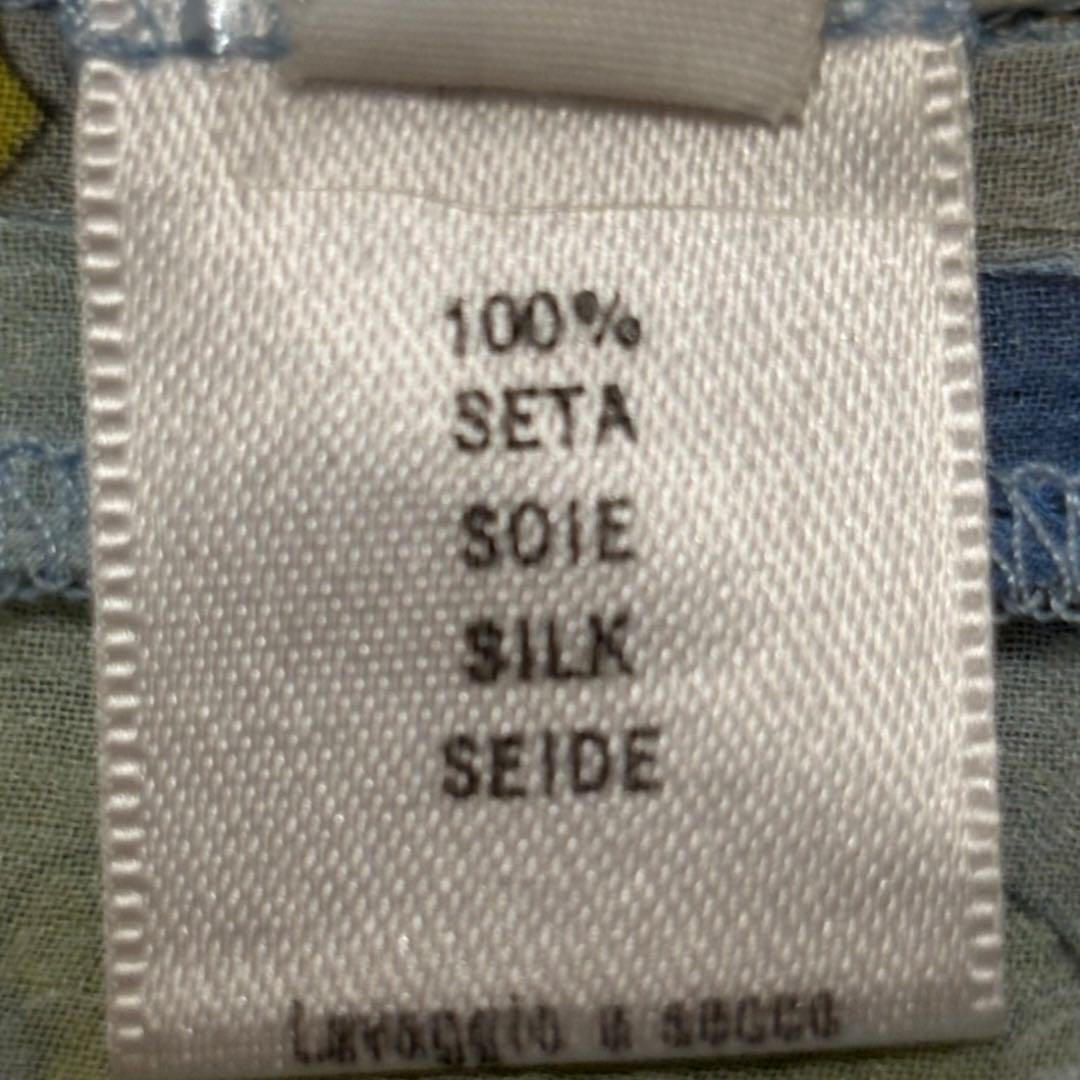 100%
SETA
SOIE
SILK
SEIDE
Lavaggio a secco